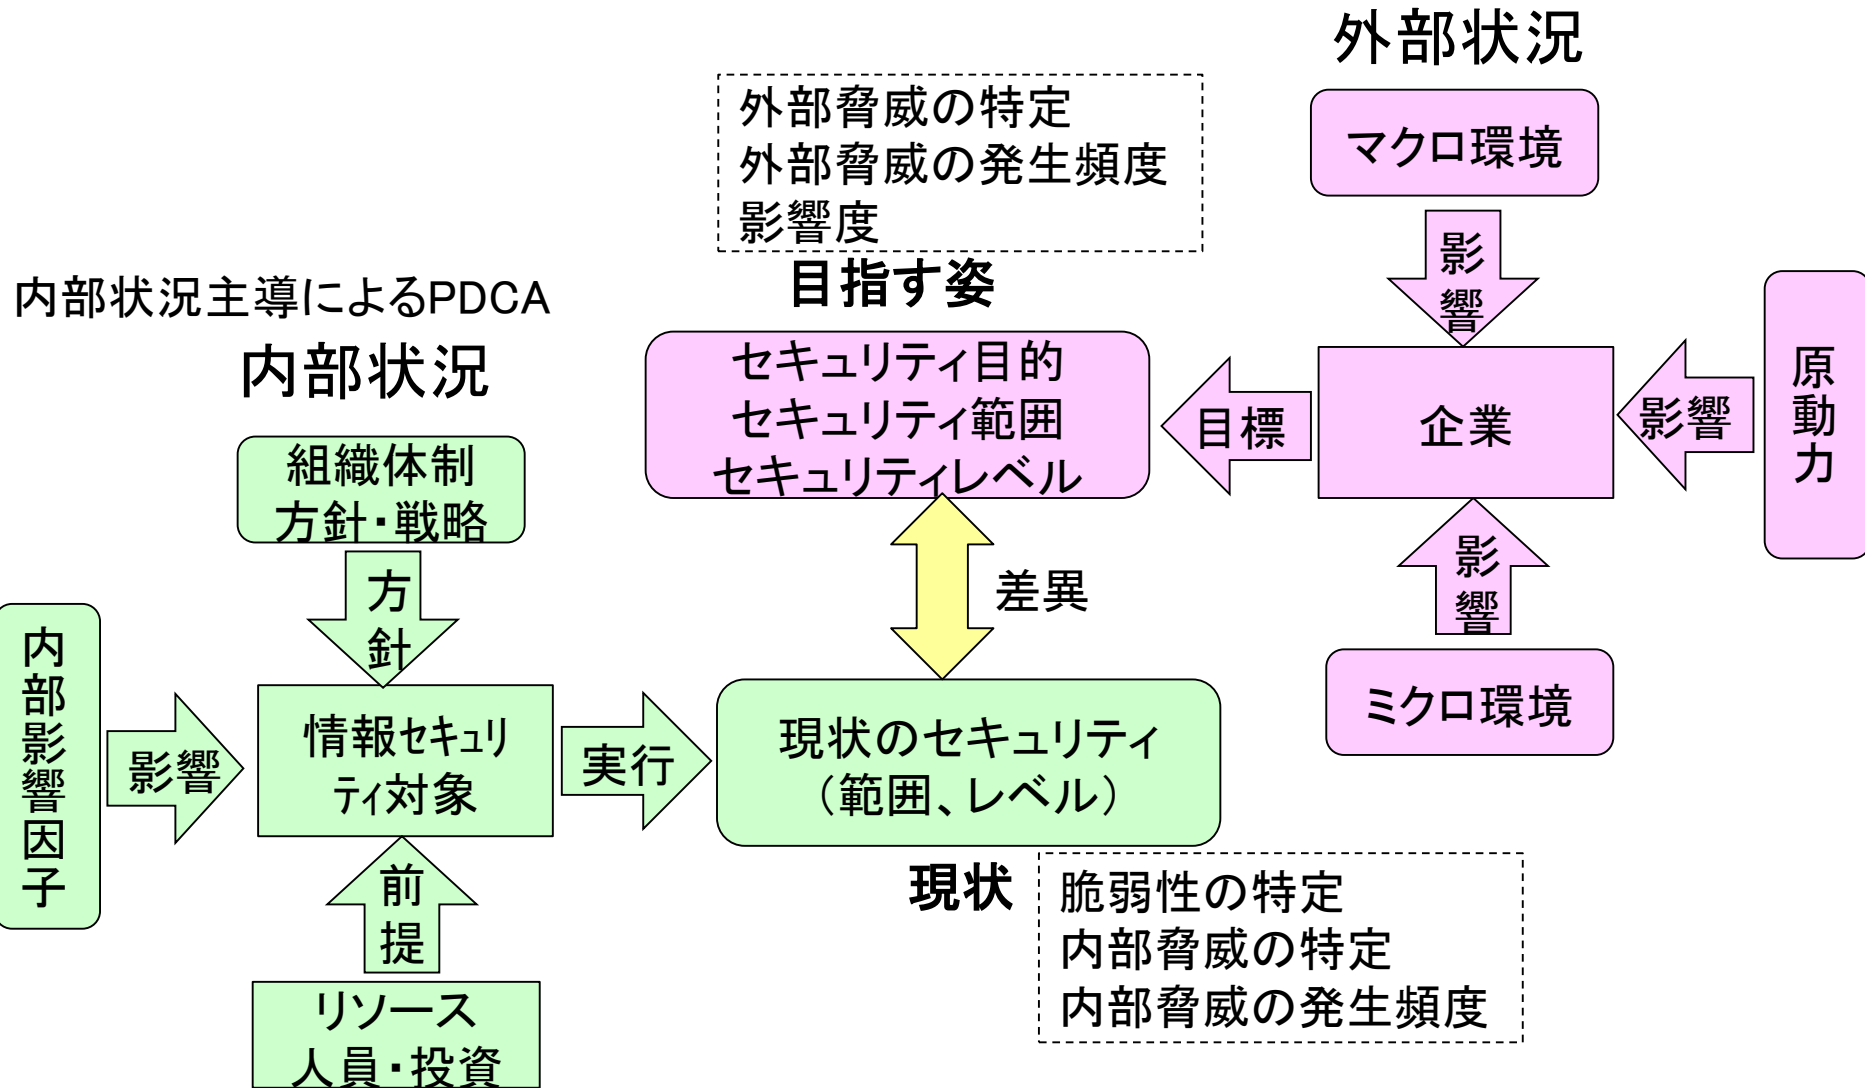 外部状況
外部脅威の特定
外部脅威の発生頻度
影響度
マクロ環境
影
響
内部状況主導によるPDCA
目指す姿
内部状況
セキュリティ目的
セキュリティ範囲
セキュリティレベル
目標
企業
影響
原
動
力
組織体制
方針・戦略
方
針
差異
影
響
ミクロ環境
内
部
影
響
因
子
影響
情報セキュリ
ティ対象
実行
現状のセキュリティ
（範囲、レベル）
前
提
現状
脆弱性の特定
内部脅威の特定
内部脅威の発生頻度
リソース
人員・投資